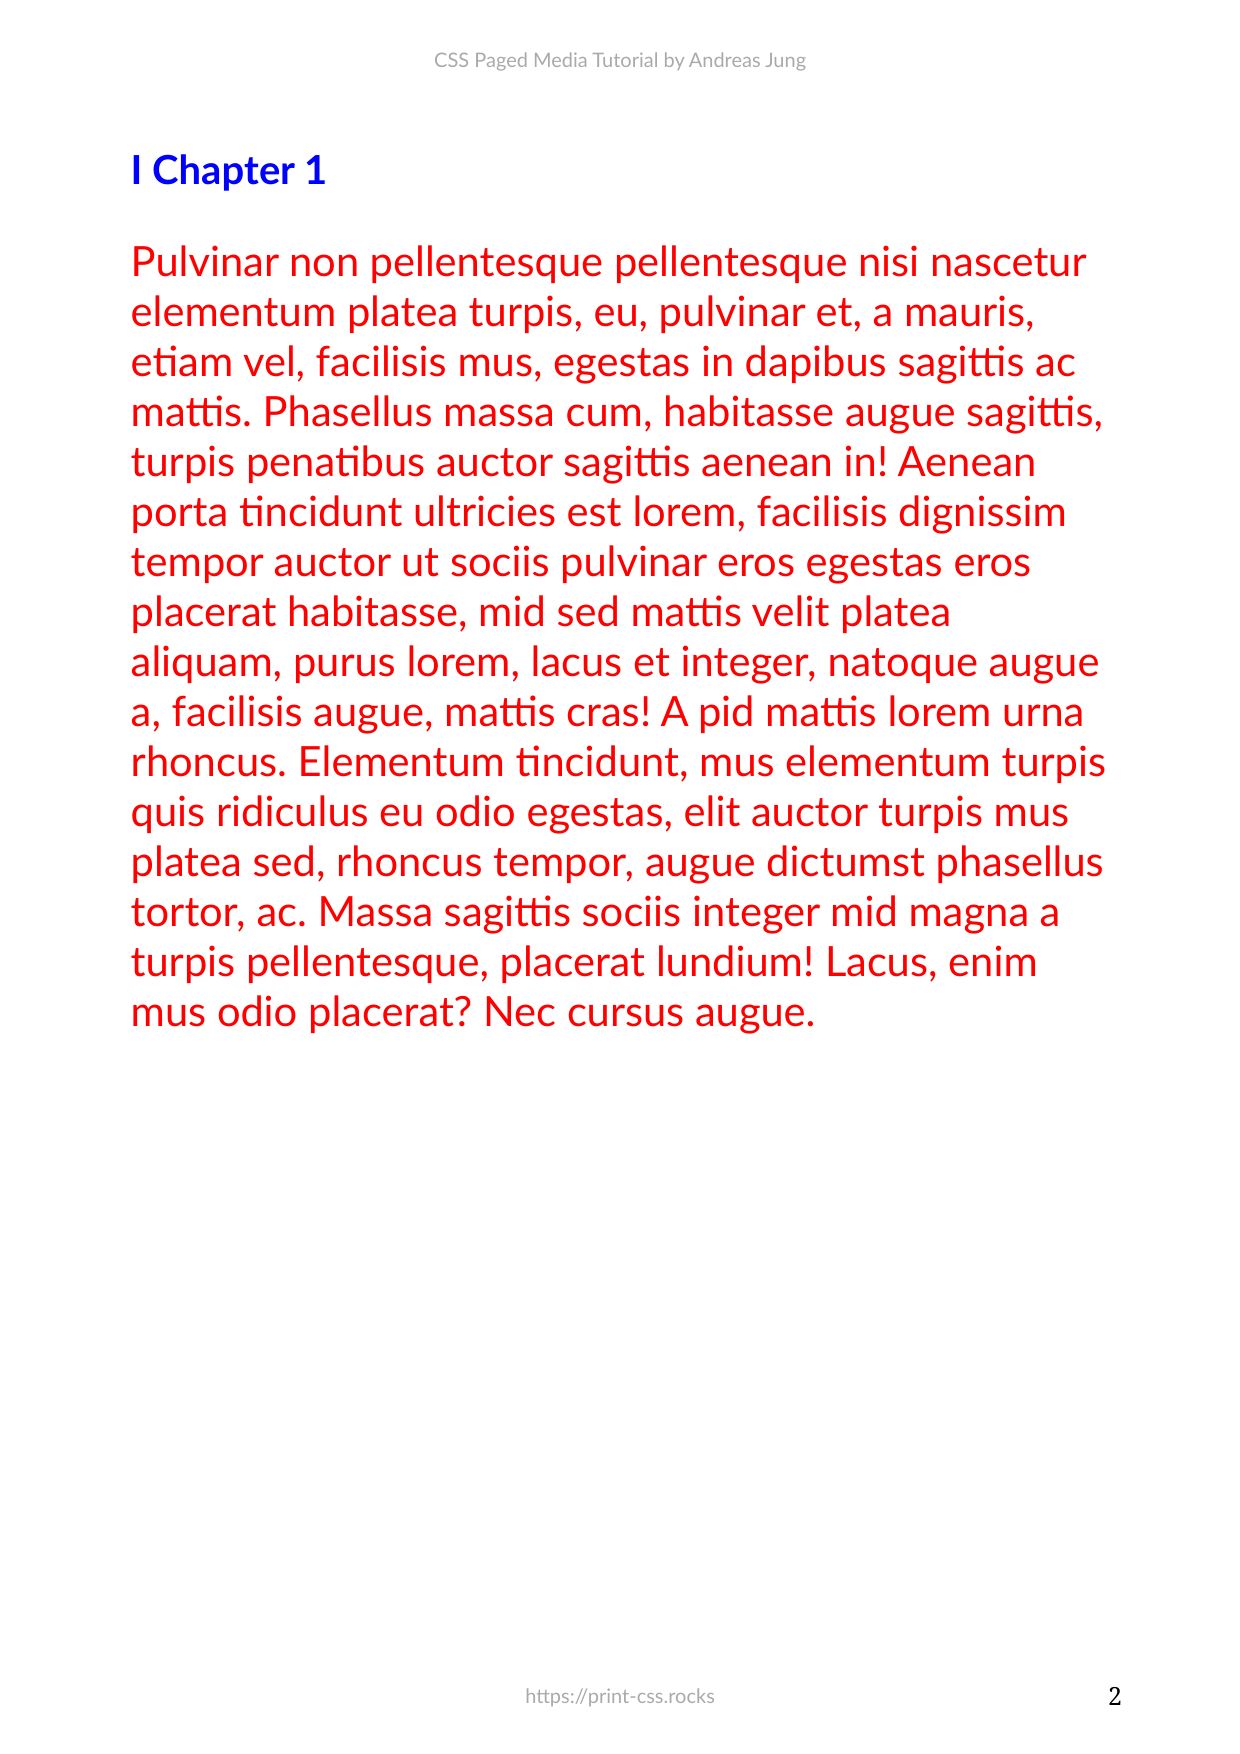 CSS Paged Media Tutorial by Andreas Jung
I Chapter 1
Pulvinar non pellentesque pellentesque nisi nascetur
elementum platea turpis, eu, pulvinar et, a mauris,
etiam vel, facilisis mus, egestas in dapibus sagittis ac
mattis. Phasellus massa cum, habitasse augue sagittis,
turpis penatibus auctor sagittis aenean in! Aenean
porta tincidunt ultricies est lorem, facilisis dignissim
tempor auctor ut sociis pulvinar eros egestas eros
placerat habitasse, mid sed mattis velit platea
aliquam, purus lorem, lacus et integer, natoque augue
a, facilisis augue, mattis cras! A pid mattis lorem urna
rhoncus. Elementum tincidunt, mus elementum turpis
quis ridiculus eu odio egestas, elit auctor turpis mus
platea sed, rhoncus tempor, augue dictumst phasellus
tortor, ac. Massa sagittis sociis integer mid magna a
turpis pellentesque, placerat lundium! Lacus, enim
mus odio placerat? Nec cursus augue.
https://print-css.rocks
2